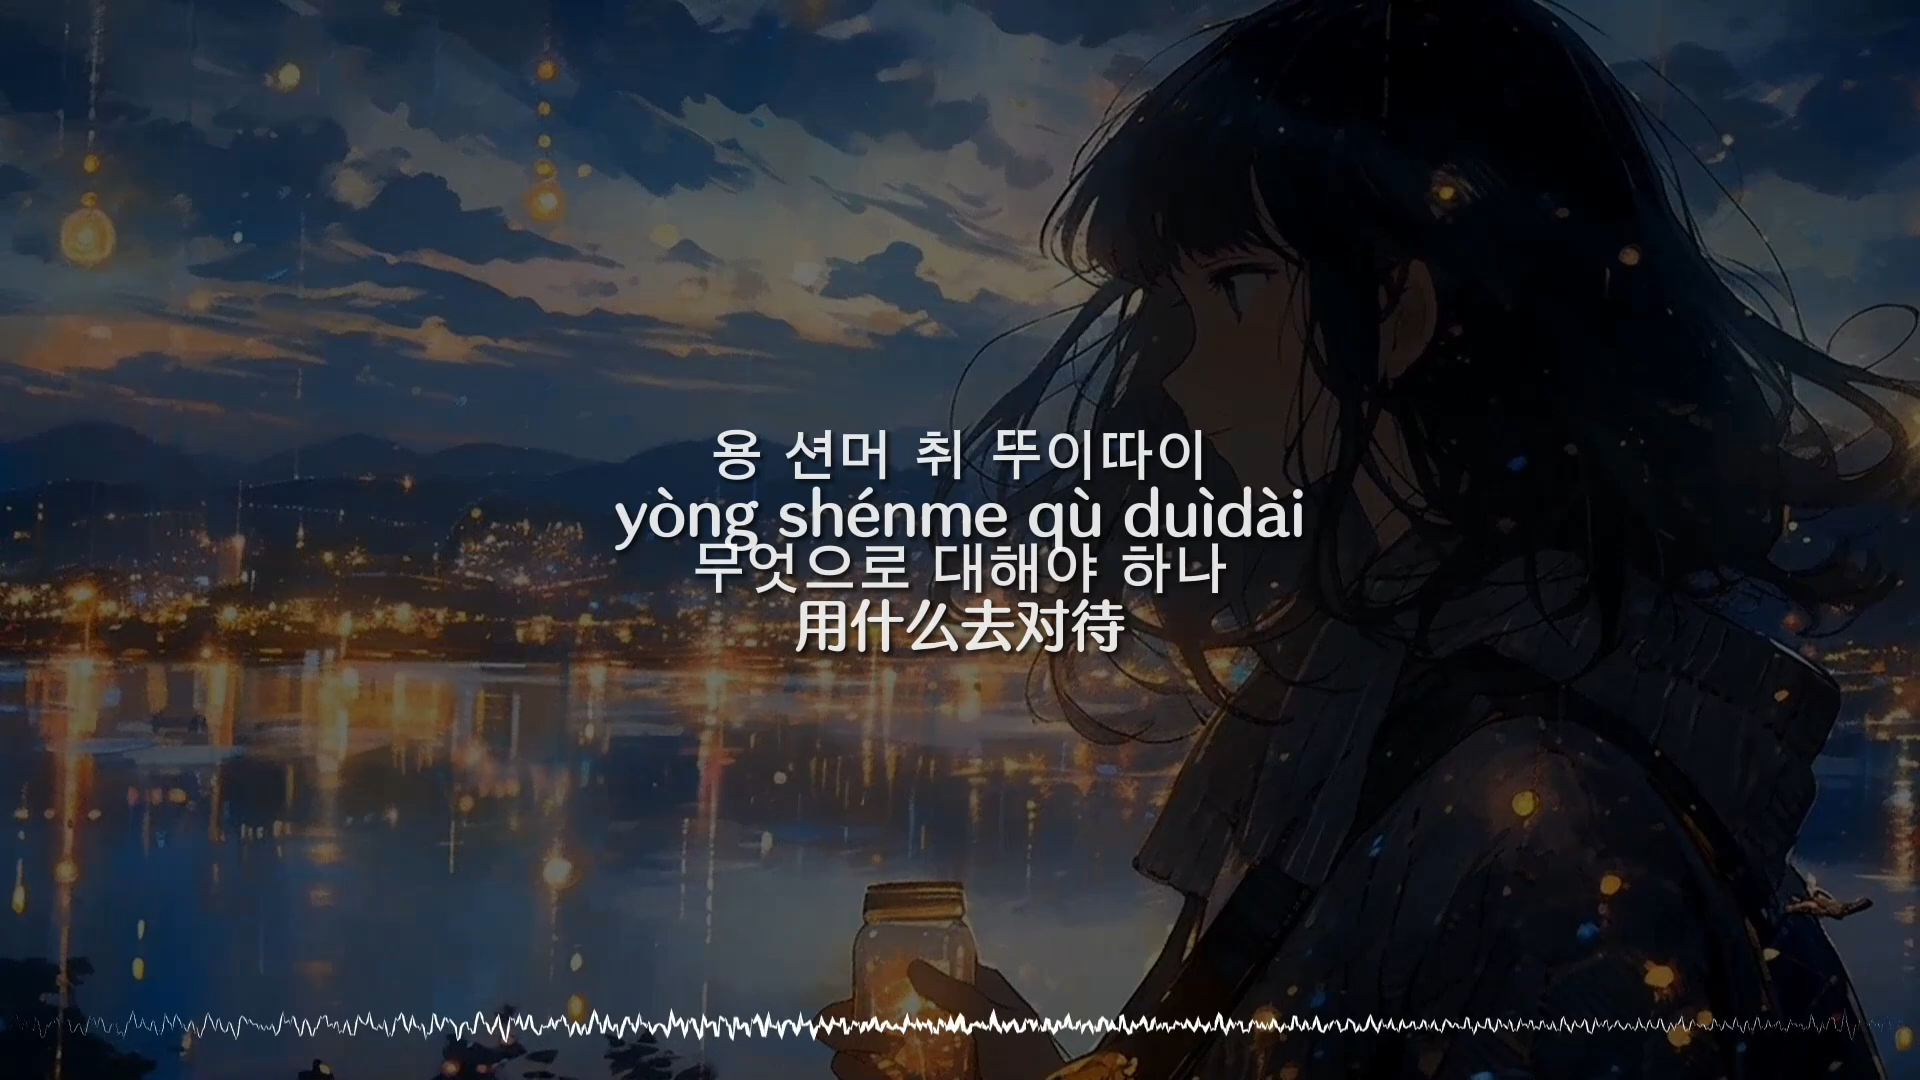 용 션머 취 뚜이따이
yòng shénme qù duìdài
무엇으로 대해야 하나
用什么去对待